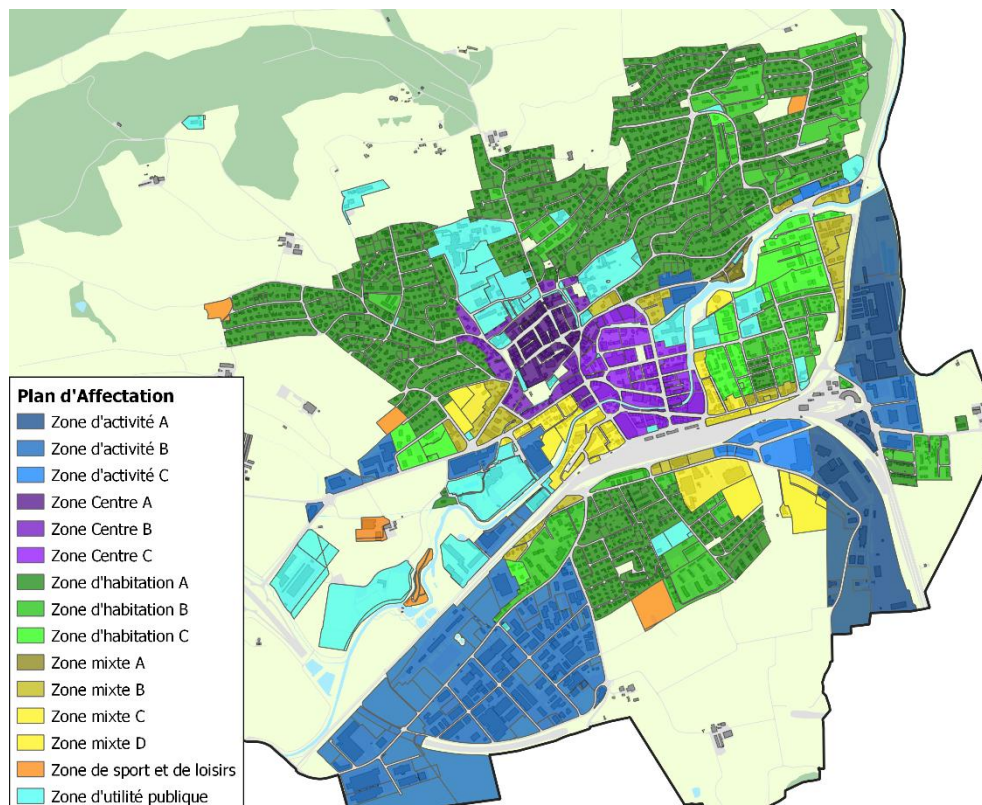 Plan d'Affectation
Zone d'activité A
Zone d'activité B
Zone d'activité C
Zone Centre A
Zone Centre B
Zone Centre C
Zone d'habitation A
Zone d'habitation B
Zone d'habitation C
Zone mixte A
Zone mixte B
Zone mixte C
Zone mixte D
Zone de sport et de loisirs
Zone d'utilité publique